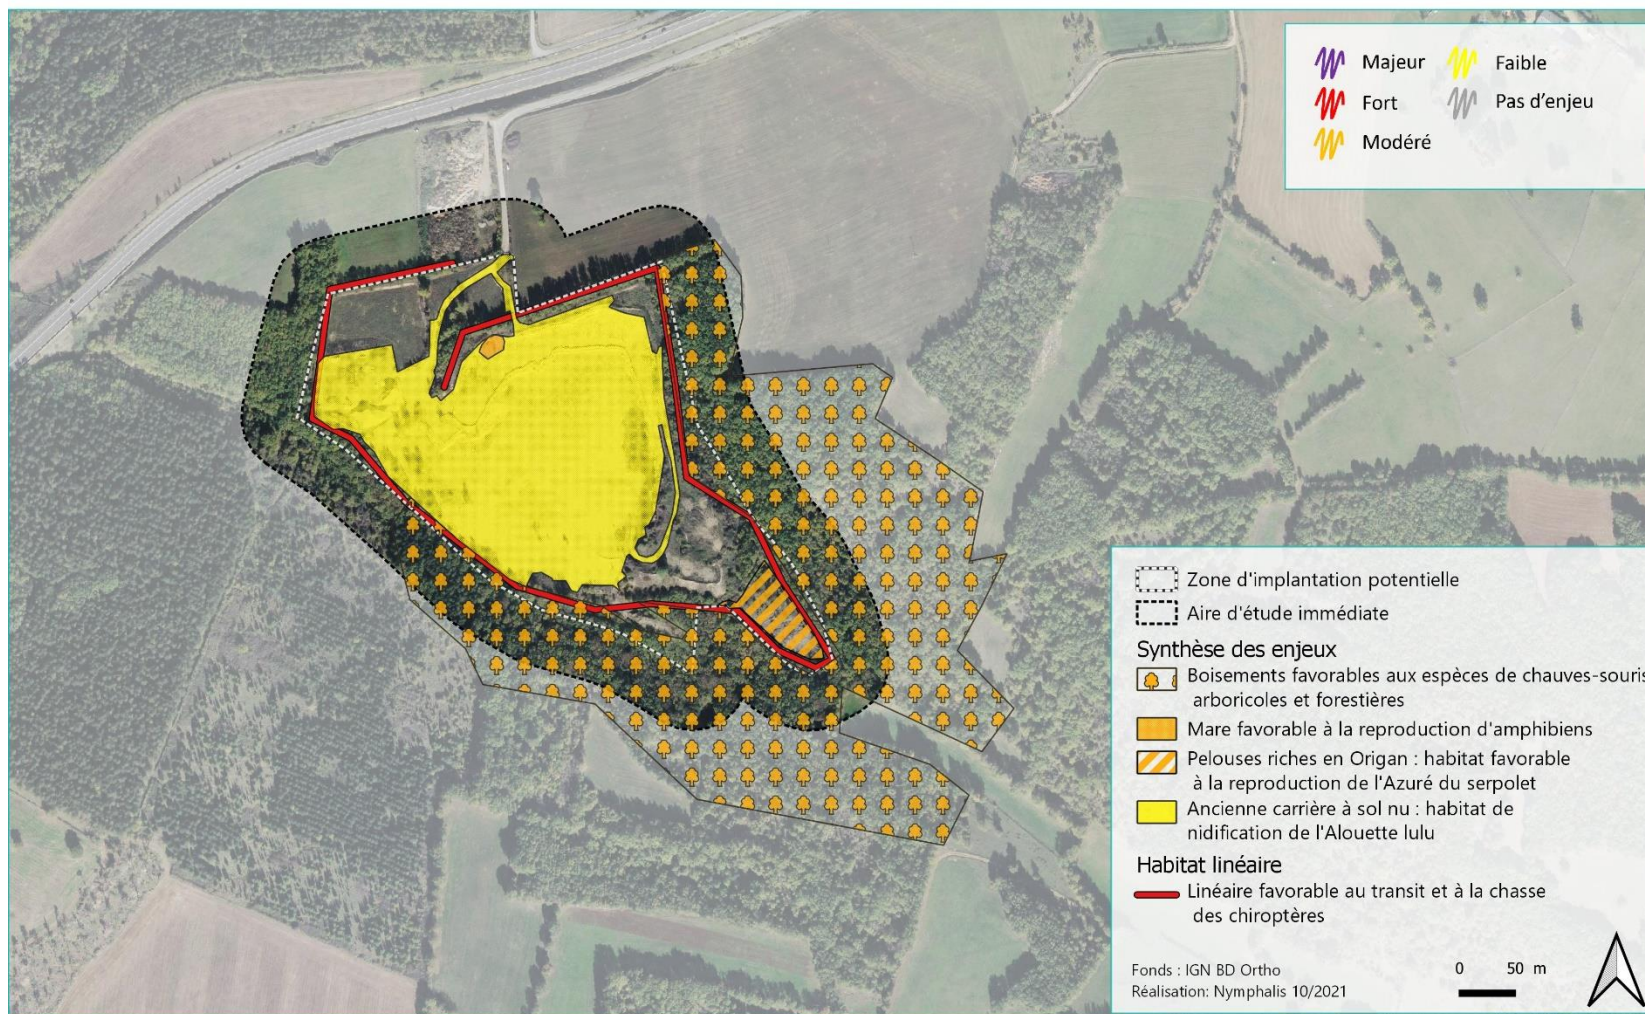 Majeur
Faible
Fort
Pas d'enjeu
Modéré
Zone d'implantation potentielle
Aire d'étude immédiate
Synthèse des enjeux
Boisements favorables aux espèces de chauves-souris
arboricoles et forestières
Mare favorable à la reproduction d'amphibiens
Pelouses riches en Origan : habitat favorable
à la reproduction de l'Azuré du serpolet
Ancienne carrière à sol nu : habitat de
nidification de l'Alouette lulu
Habitat linéaire
Linéaire favorable au transit et à la chasse
des chiroptères
Fonds : IGN BD Ortho
Réalisation: Nymphalis 10/2021
0 50 m